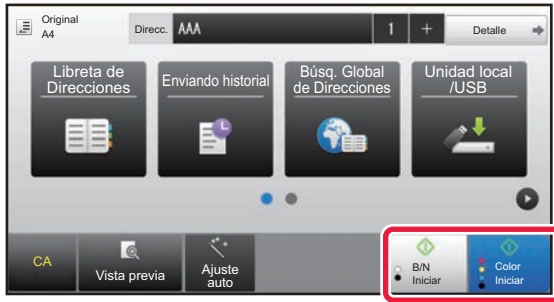 Original
A4
Direcc.
AAA
1
+
Detalle
Libreta de
Direcciones
Enviando historial
Búsq. Global
de Direcciones
Unidad local
/USB
CA
Vista previa
Ajuste
auto
B/N
Iniciar
Color
Iniciar